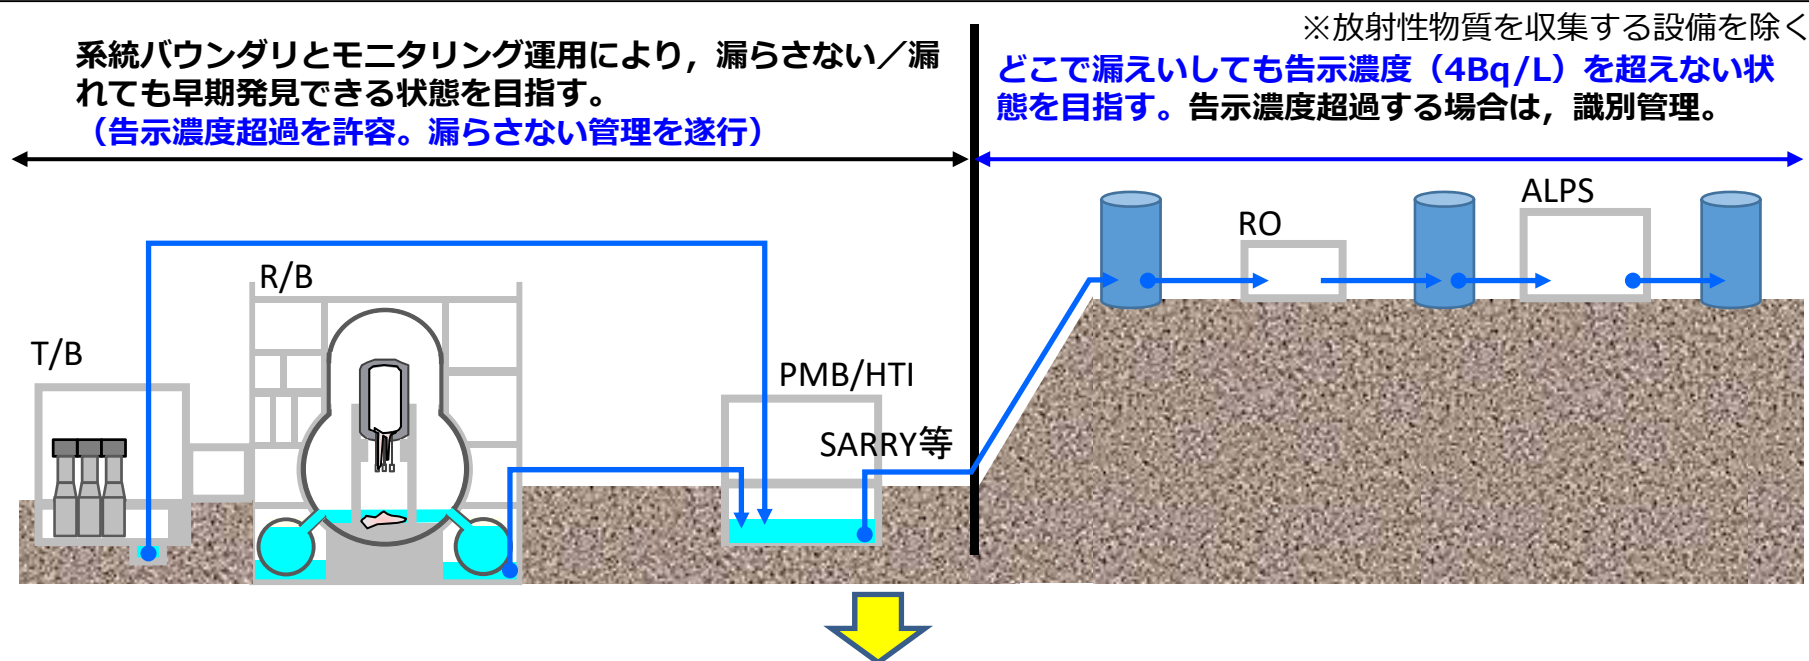 ※放射性物質を収集する設備を除く
系統バウンダリとモニタリング運用により，漏らさない／漏
れても早期発見できる状態を目指す。
（告示濃度超過を許容。漏らさない管理を遂行）
どこで漏えいしても告示濃度（4Bq/L）を超えない状
態を目指す。告示濃度超過する場合は，識別管理。
T/B
R/B
PMB/HTI
SARRY等
RO
ALPS